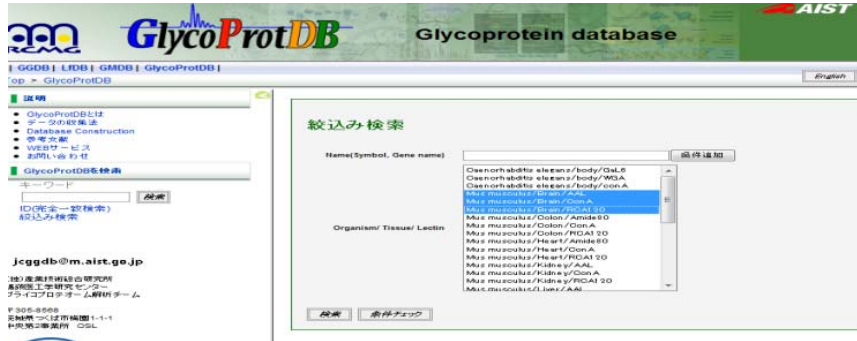 RCMG
GlycoProtDB
Glycoprotein database
AIST
| GGDB | LfDB | GMDB | GlycoProtDB |
Top > GlycoProtDB
English
説明
GlycoProtDBとは
データの収集法
Database Construction
参考文献
WEBサービス
お問い合わせ
GlycoProtDBを検索
キーワード
検索
ID(完全一致検索)
絞込み検索
jcggdb@m.aist.go.jp
産業技術総合研究所
医工学研究センター
グライコプロテオーム解析チーム
〒305-8568
茨城県つくば市梅園1-1-1
中央第2事業所 OSL
絞込み検索
Name(Symbol, Gene name)
条件追加
Organism/ Tissue/ Lectin
Caenorhabditis elegans/body/GaL6
Caenorhabditis elegans/body/WGA
Caenorhabditis elegans/body/con A
Mus musculus/Brain/AAL
Mus musculus/Brain/ConA
Mus musculus/Brain/RCA120
Mus musculus/Colon/Amide80
Mus musculus/Colon/ConA
Mus musculus/Colon/RCA120
Mus musculus/Heart/Amide80
Mus musculus/Heart/ConA
Mus musculus/Heart/RCA120
Mus musculus/Kidney/AAL
Mus musculus/Kidney/ConA
Mus musculus/Kidney/RCA120
Mus musculus/Liver/AAL
検索
条件チェック